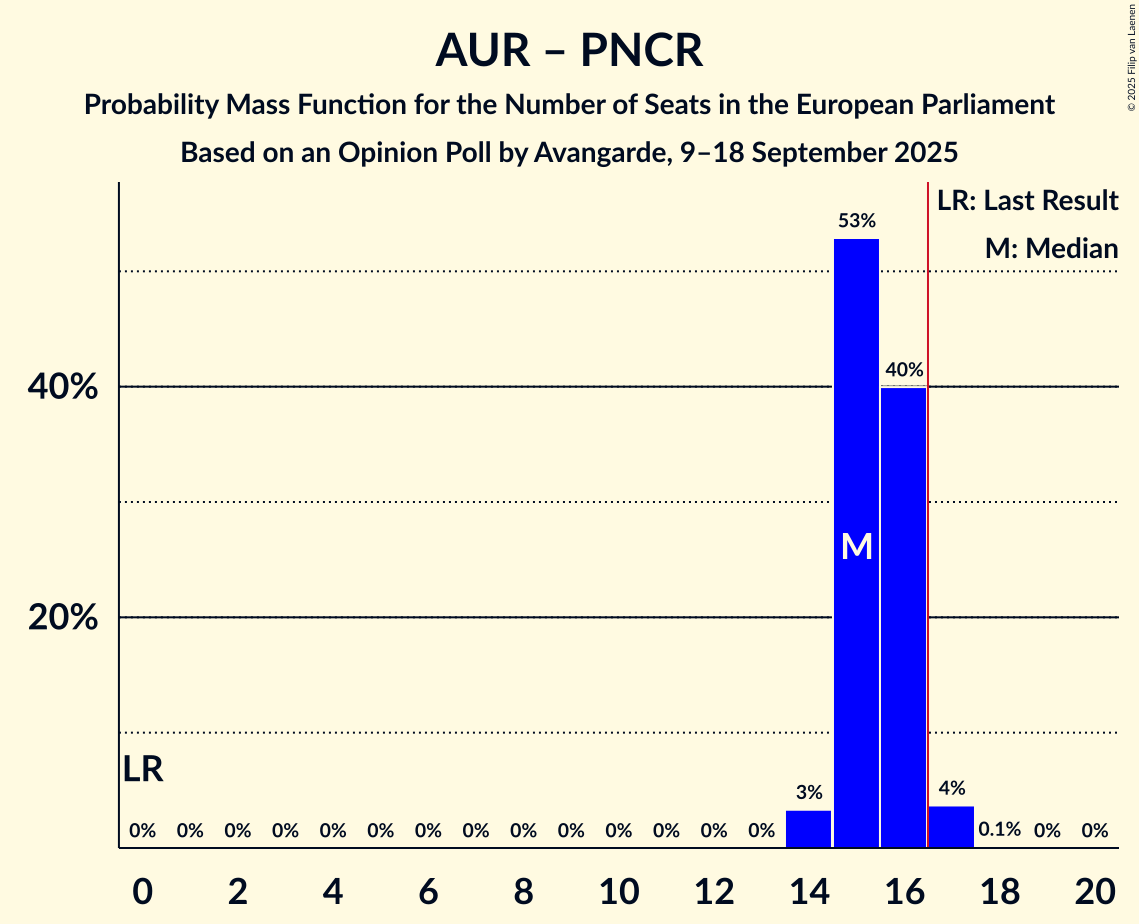 AUR – PNCR
Probability Mass Function for the Number of Seats in the European Parliament
Based on an Opinion Poll by Avangarde, 9–18 September 2025
© 2025 Filip van Laenen
LR: Last Result
M: Median
53%
40%
40%
M
20%
LR
3%
4%
0% 0% 0% 0% 0% 0% 0% 0% 0% 0% 0% 0% 0% 0% 0.1% 0% 0%
0 2 4 6 8 10 12 14 16 18 20